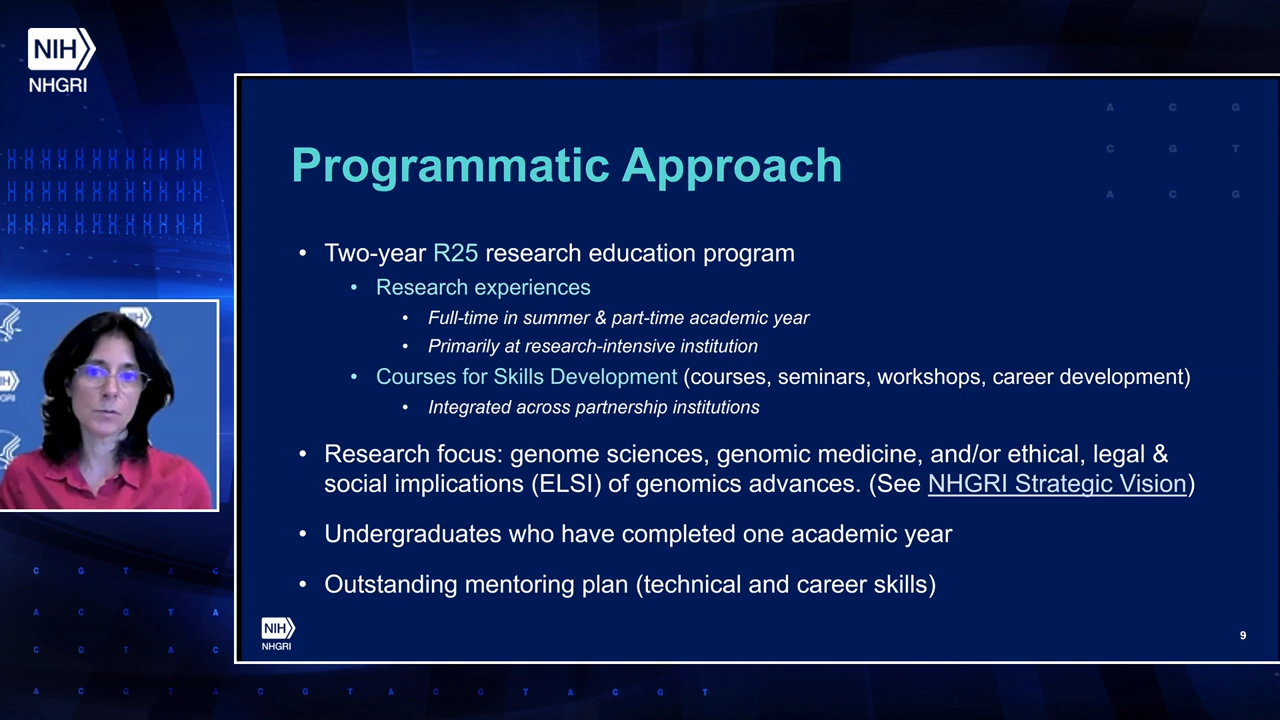 NIH
NHGRI
A C G
C G T
A C G
Programmatic Approach
• Two-year R25 research education program
• Research experiences
• Full-time in summer & part-time academic year
• Primarily at research-intensive institution
• Courses for Skills Development (courses, seminars, workshops, career development)
• Integrated across partnership institutions
• Research focus: genome sciences, genomic medicine, and/or ethical, legal &
social implications (ELSI) of genomics advances. (See NHGRI Strategic Vision)
• Undergraduates who have completed one academic year
• Outstanding mentoring plan (technical and career skills)
NIH
NHGRI
9
NIH
C G T A C
A C G T A
C G T A C
A C G T A C G T A C G T A C G T